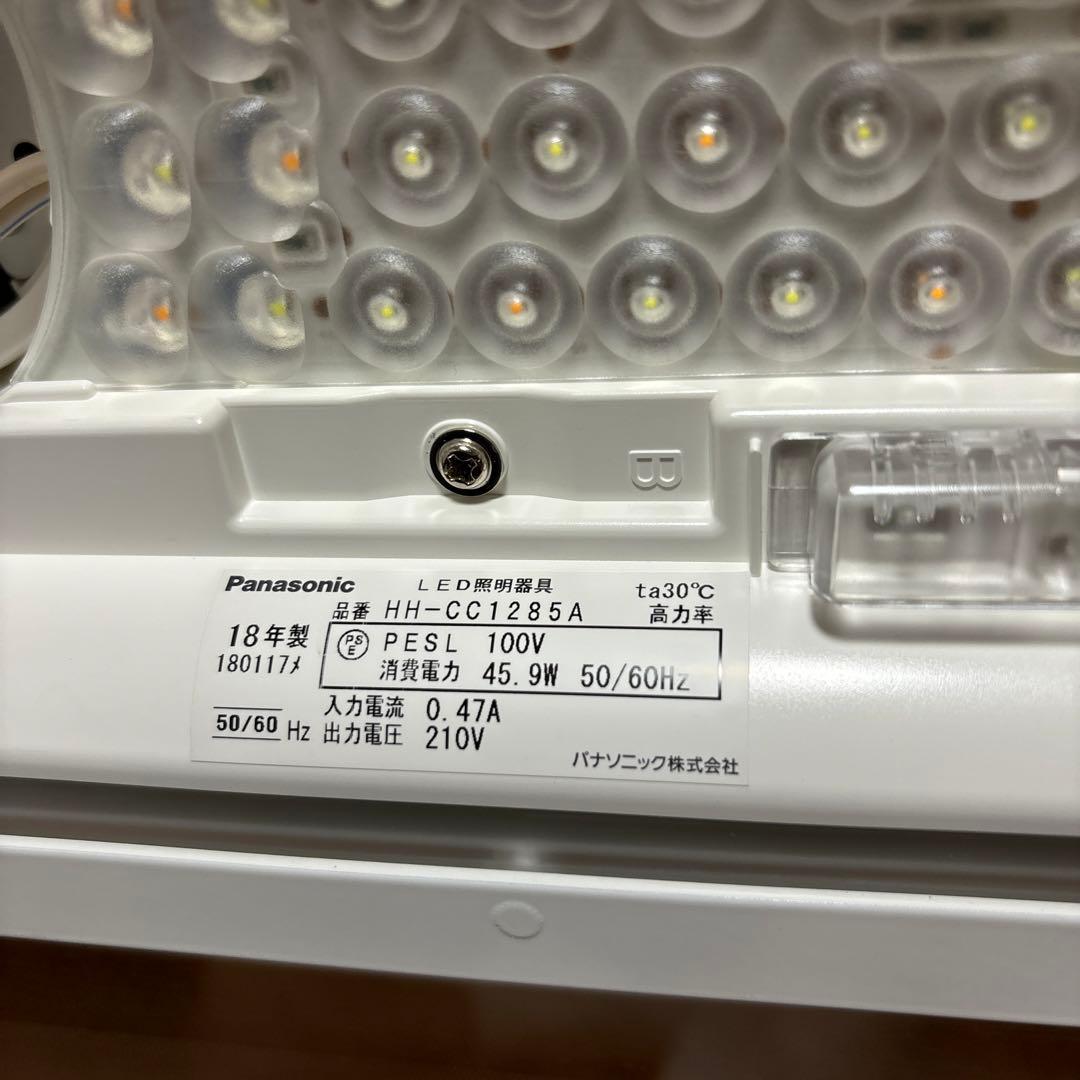 B
Panasonic LED照明器具 ta30℃
品番 HH-CC1285A 高力率
18年製 PSE PESL 100V
180117メ 消費電力 45.9W 50/60Hz
入力電流 0.47A
50/60 Hz 出力電圧 210V
パナソニック株式会社